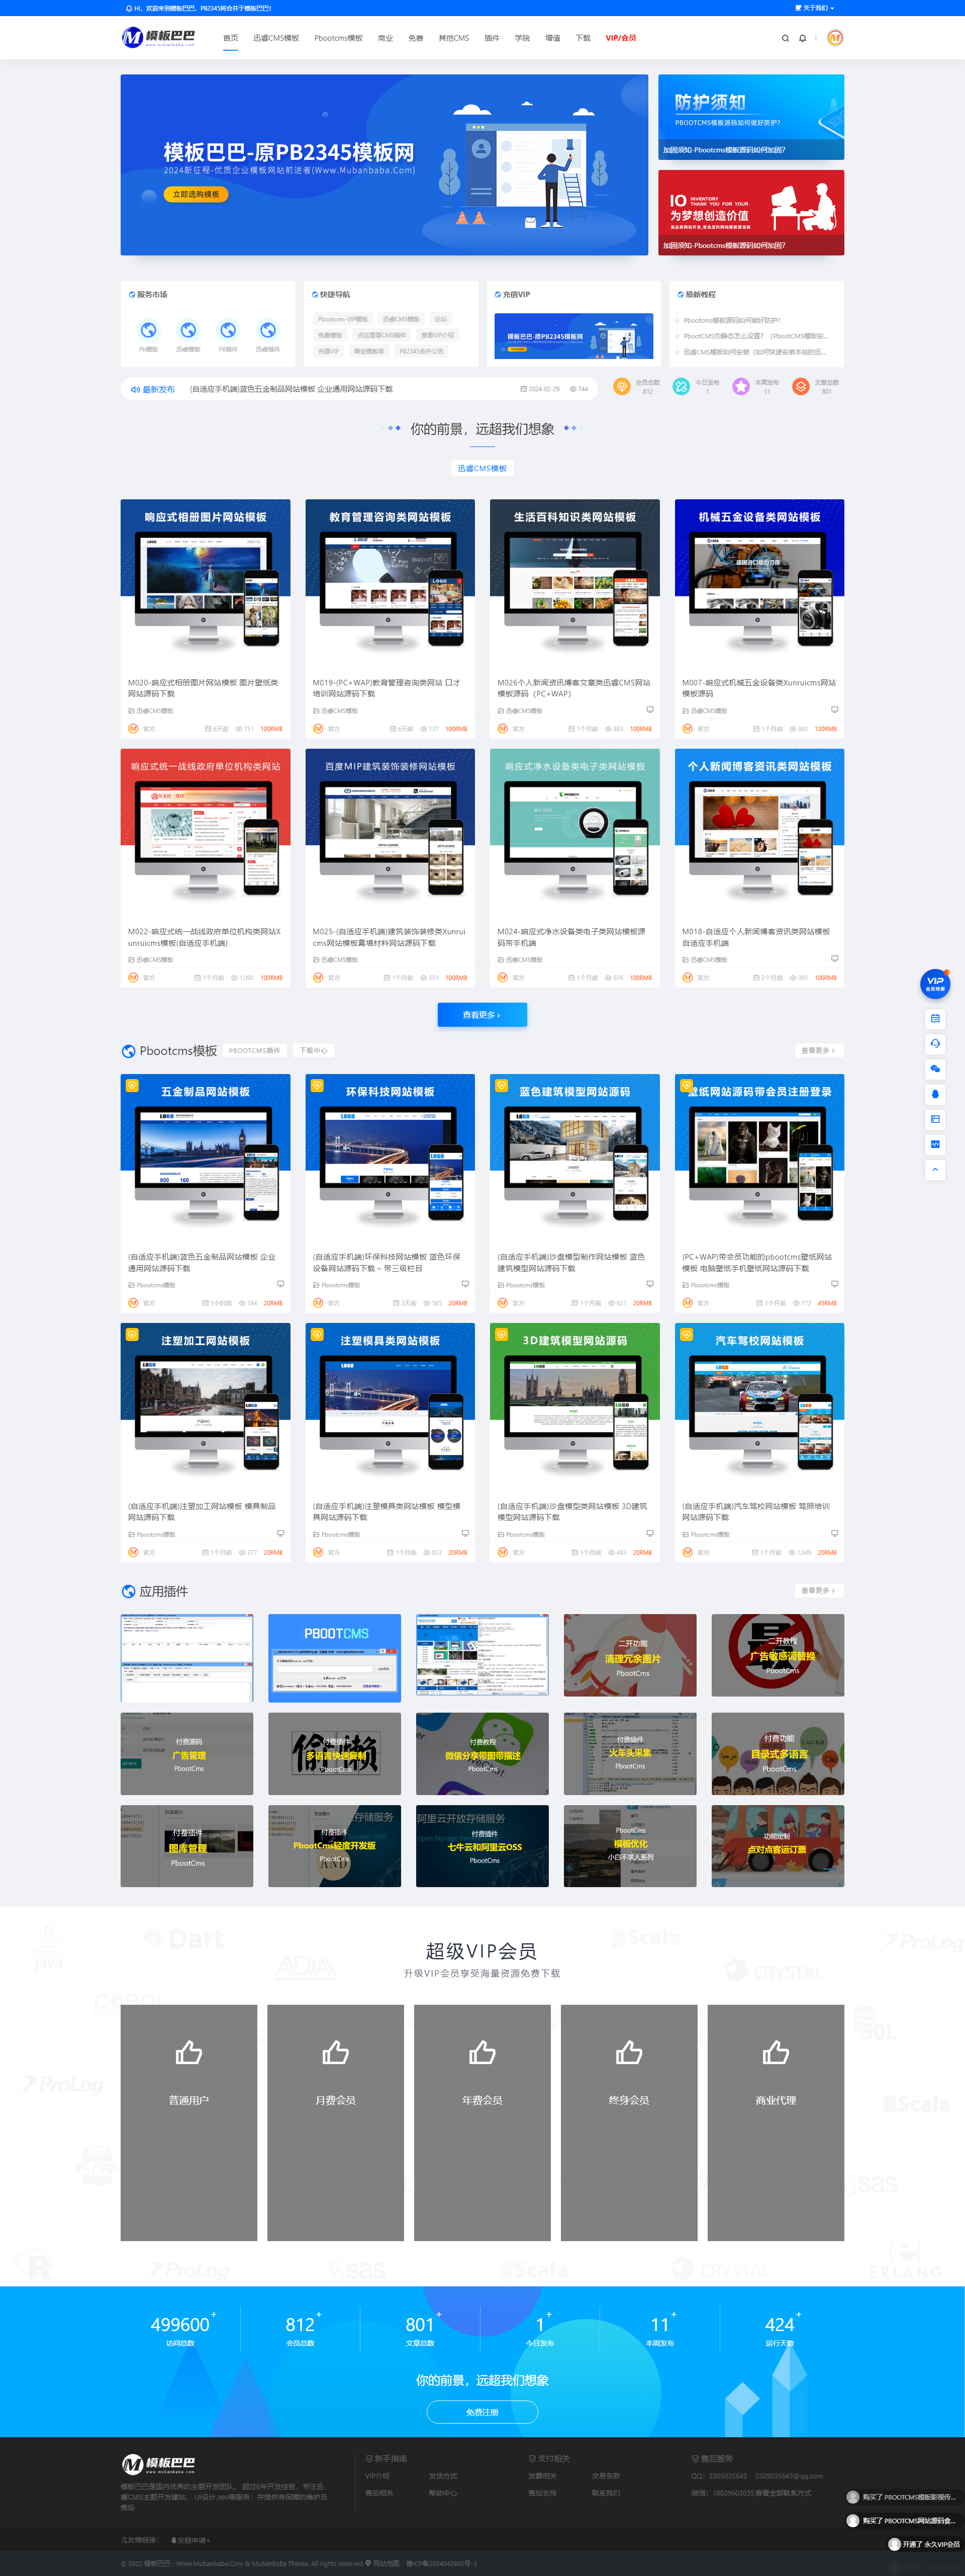 Hi，欢迎来到模板巴巴，PB2345将合并于模板巴巴！
关于我们
模板巴巴
首页 迅睿CMS模板 Pbootcms模板 商业 免费 其他CMS 插件 学院 增值 下载 VIP/会员
模板巴巴-原PB2345模板网
2024新征程-优质企业模板网站前进者(Www.Mubanbaba.Com)
立即选购模板
防护须知
PBOOTCMS模板源码如何做好防护?
加固须知-Pbootcms模板源码如何加固?
IO INVENTORY THANK YOU FOR YOUR
为梦想创造价值
加固须知-Pbootcms模板源码如何加固?
服务市场
Pb模板 迅睿模板 PB插件 迅睿插件
快捷导航
Pbootcms-VIP模板 迅睿CMS模板 论坛
免费模板 点这里是CMS插件 查看VIP介绍
充值VIP 商业模板库 PB2345合并公告
充值VIP
模板巴巴-原PB2345模板网
最新教程
Pbootcms模板源码如何做好防护?
PbootCMS伪静态怎么设置？（PbootCMS模板安...
迅睿CMS模板如何安装（如何快速安装本站的迅...
最新发布 (自适应手机端)蓝色五金制品网站模板 企业通用网站源码下载 2024-02-29 744
会员总数 812
今日发布 1
本周发布 11
文章总数 801
你的前景，远超我们想象
迅睿CMS模板
响应式相册图片网站模板
教育管理咨询类网站模板
生活百科知识类网站模板
机械五金设备类网站模板
M020-响应式相册图片网站模板 图片壁纸类网站源码下载
迅睿CMS模板
官方 6天前 751 100RMB
M019-(PC+WAP)教育管理咨询类网站 口才培训网站源码下载
迅睿CMS模板
官方 6天前 137 100RMB
M026个人新闻资讯博客文章类迅睿CMS网站模板源码（PC+WAP）
迅睿CMS模板
官方 1个月前 883 100RMB
M007-响应式机械五金设备类Xunruicms网站模板源码
迅睿CMS模板
官方 1个月前 883 120RMB
响应式统一战线政府单位机构类网站
百度MIP建筑装饰装修网站模板
响应式净水设备类电子类网站模板
个人新闻博客资讯类网站模板
M022-响应式统一战线政府单位机构类网站Xunruicms模板(自适应手机端)
迅睿CMS模板
官方 1个月前 1,092 100RMB
M025-(自适应手机端)建筑装饰装修类Xunruicms网站模板幕墙材料网站源码下载
迅睿CMS模板
官方 1个月前 351 100RMB
M024-响应式净水设备类电子类网站模板源码带手机端
迅睿CMS模板
官方 1个月前 676 100RMB
M018-自适应个人新闻博客资讯类网站模板自适应手机端
迅睿CMS模板
官方 2个月前 395 100RMB
查看更多
VIP
会员特惠
Pbootcms模板 PBOOTCMS插件 下载中心 查看更多
五金制品网站模板
环保科技网站模板
蓝色建筑模型网站源码
壁纸网站源码带会员注册登录
(自适应手机端)蓝色五金制品网站模板 企业通用网站源码下载
Pbootcms模板
官方 5小时前 744 20RMB
(自适应手机端)环保科技网站模板 蓝色环保设备网站源码下载 – 带三级栏目
Pbootcms模板
官方 3天前 585 20RMB
(自适应手机端)沙盘模型制作网站模板 蓝色建筑模型网站源码下载
Pbootcms模板
官方 1个月前 621 20RMB
(PC+WAP)带会员功能的pbootcms壁纸网站模板 电脑壁纸手机壁纸网站源码下载
Pbootcms模板
官方 1个月前 772 45RMB
注塑加工网站模板
注塑模具类网站模板
3D建筑模型网站源码
汽车驾校网站模板
(自适应手机端)注塑加工网站模板 模具制品网站源码下载
Pbootcms模板
官方 1个月前 377 20RMB
(自适应手机端)注塑模具类网站模板 模型模具网站源码下载
Pbootcms模板
官方 1个月前 853 20RMB
(自适应手机端)沙盘模型类网站模板 3D建筑模型网站源码下载
Pbootcms模板
官方 1个月前 483 20RMB
(自适应手机端)汽车驾校网站模板 驾照培训网站源码下载
Pbootcms模板
官方 1个月前 1,049 20RMB
应用插件 查看更多
PBOOTCMS
二开功能
清理冗余图片
PbootCms
二开教程
广告敏感词替换
PbootCms
付费源码
广告管理
PbootCms
付费插件
多语言快速复制
PbootCms
付费教程
微信分享带图带描述
PbootCms
付费插件
火车头采集
PbootCms
付费功能
目录式多语言
PbootCms
付费插件
图库管理
PbootCms
付费插件
PbootCms轻度开发版
PbootCms
阿里云开放存储服务
付费插件
七牛云和阿里云OSS
PbootCms
PbootCms
模板优化
小白不求人系列
功能定制
点对点客运订票
超级VIP会员
升级VIP会员享受海量资源免费下载
普通用户
月费会员
年费会员
终身会员
商业代理
499600+ 访问总数
812+ 会员总数
801+ 文章总数
1+ 今日发布
11+ 本周发布
424+ 运行天数
你的前景，远超我们想象
免费注册
模板巴巴
模板巴巴是国内优秀的主题开发团队， 超过6年开发经验，专注迅睿CMS主题开发建站， UI设计,seo等服务；并提供有保障的维护及售后
新手指南
VIP介绍 发货方式
售后相关 帮助中心
支付相关
发票相关 交易条款
售后支持 联系我们
售后服务
QQ：2305035643 2305035643@qq.com
微信：18029603035 查看全部联系方式
友情链接： 友链申请+
© 2022 模板巴巴 - Www.Mubanbaba.Com & MuBanBaBa Theme. All rights reserved 网站地图 豫ICP备2024042892号-3
购买了 PBOOTCMS模板影视传...
购买了 PBOOTCMS网站源码食...
开通了 永久VIP会员